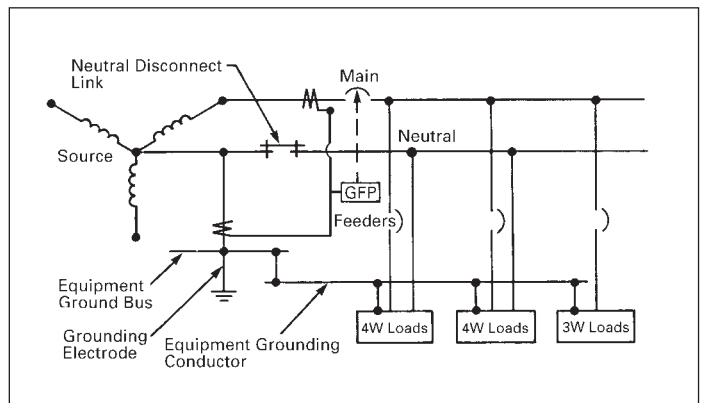 Neutral Disconnect
Link
Main
Source
Neutral
GFP
Feeders
Equipment
Ground Bus
Grounding
Electrode
Equipment Grounding
Conductor
4W Loads
4W Loads
3W Loads